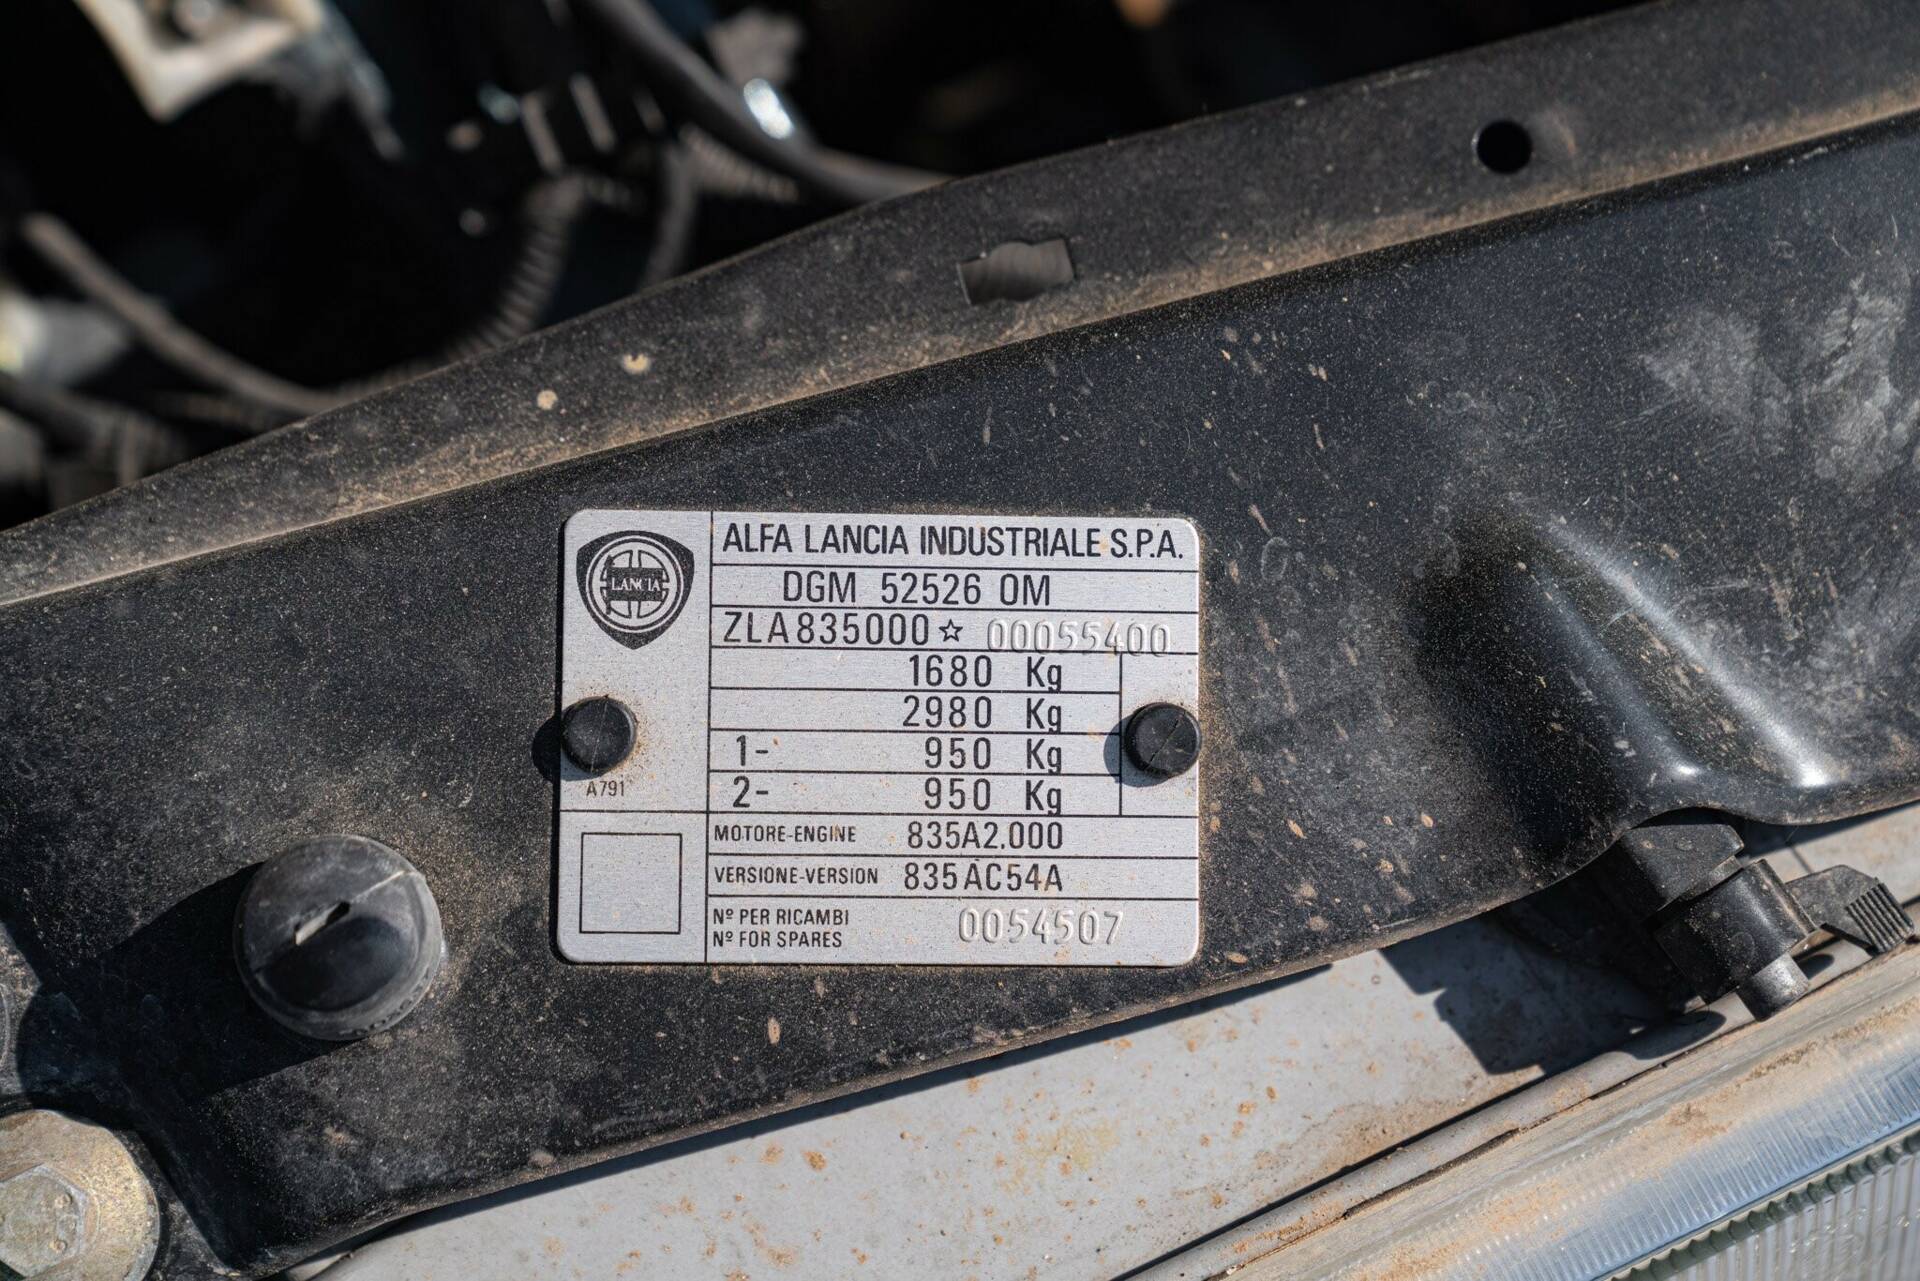 LANCIA
ALFA LANCIA INDUSTRIALE S.P.A.
DGM 52526 OM
ZLA835000☆ 00055400
1680 Kg
2980 Kg
1- 950 Kg
2- 950 Kg
A791
MOTORE-ENGINE 835A2.000
VERSIONE-VERSION 835AC54A
Nº PER RICAMBI
Nº FOR SPARES 0054507